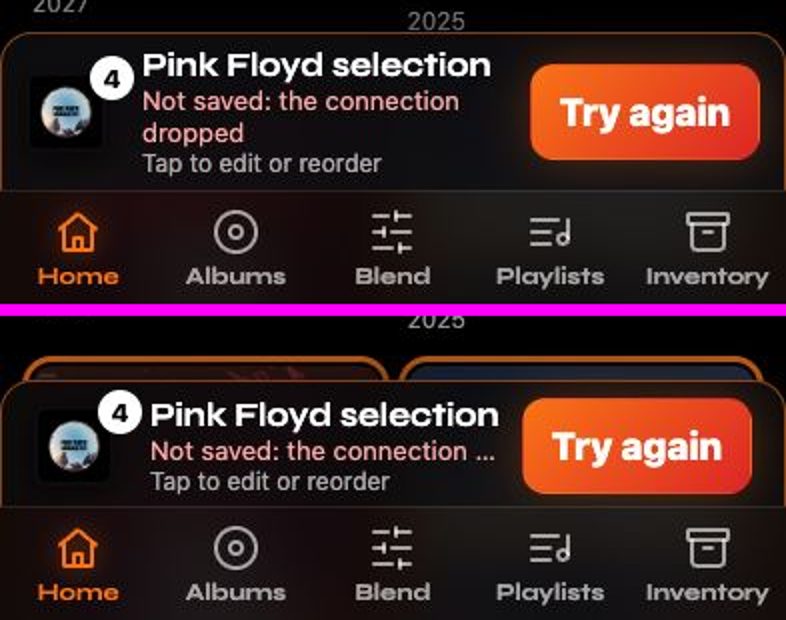 2027
2025
4
Pink Floyd selection
Not saved: the connection
dropped
Tap to edit or reorder
Try again
Home
Albums
Blend
Playlists
Inventory
2025
4
Pink Floyd selection
Not saved: the connection ...
Tap to edit or reorder
Try again
Home
Albums
Blend
Playlists
Inventory